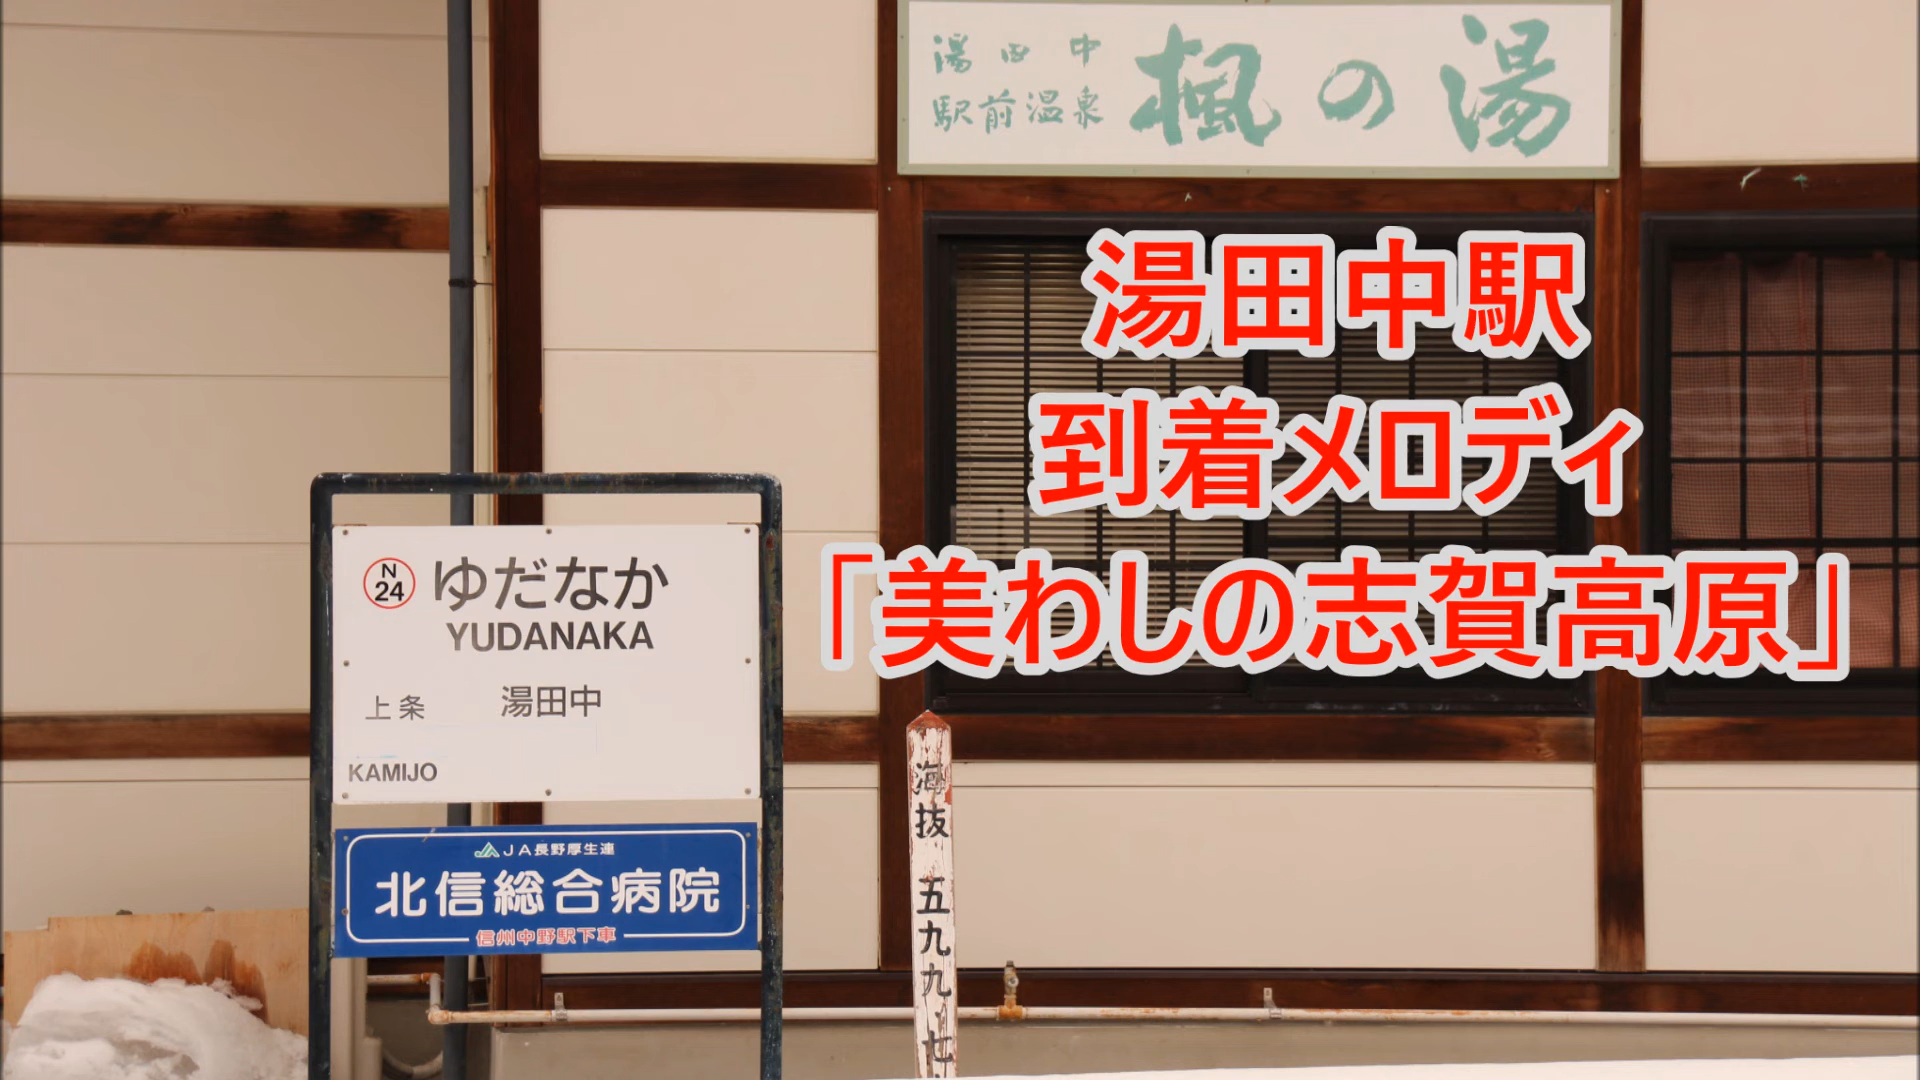 湯田中
駅前温泉
楓の湯
湯田中駅
到着メロディ
「美わしの志賀高原」
N
24
ゆだなか
YUDANAKA
上条
湯田中
KAMIJO
JA長野厚生連
北信総合病院
信州中野駅下車
海抜 五九九 七